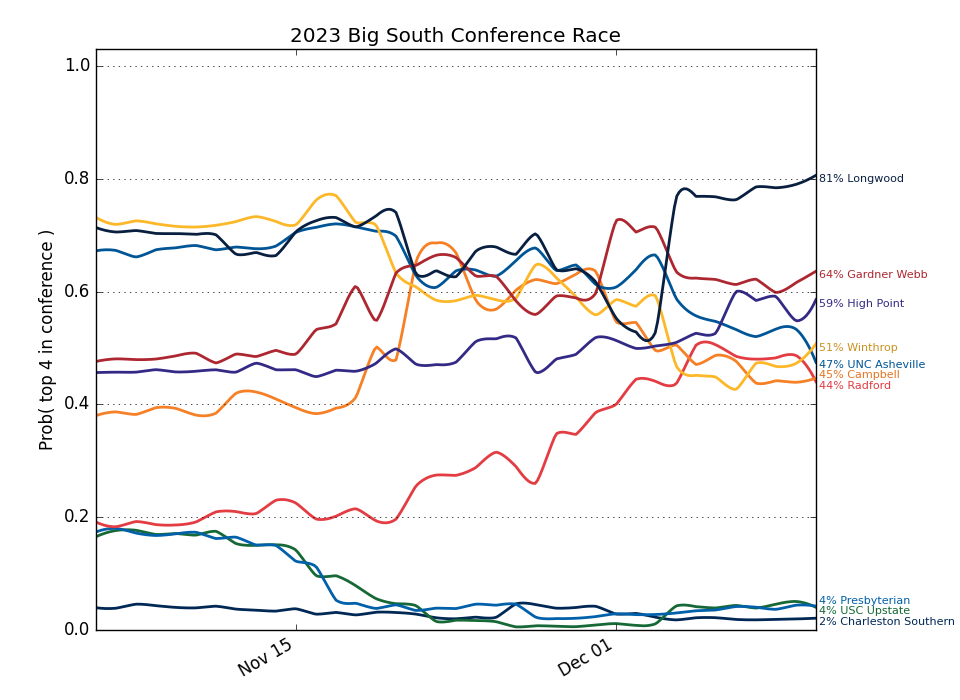 2023 Big South Conference Race
Prob( top 4 in conference )
1.0
0.8
0.6
0.4
0.2
0.0
Nov 15
Dec 01
81% Longwood
64% Gardner Webb
59% High Point
51% Winthrop
47% UNC Asheville
45% Campbell
44% Radford
4% Presbyterian
4% USC Upstate
2% Charleston Southern